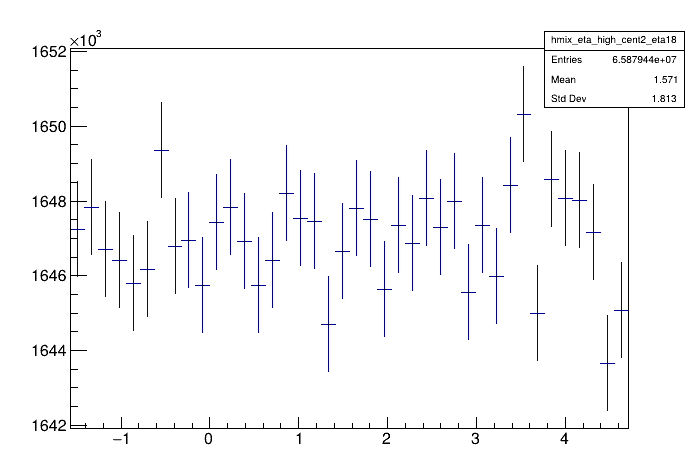 ×10³
hmix_eta_high_cent2_eta18
Entries 6.587944e+07
Mean 1.571
Std Dev 1.813
1652
1650
1648
1646
1644
1642
−1 0 1 2 3 4